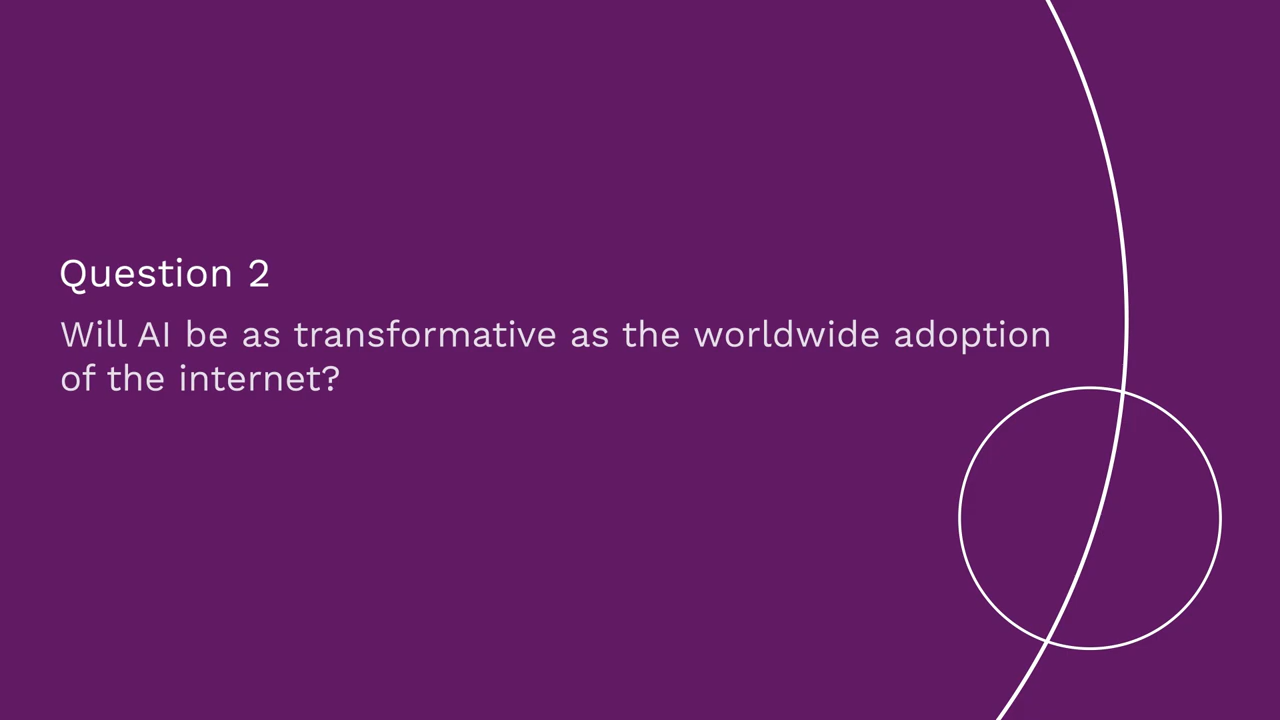 Question 2
Will AI be as transformative as the worldwide adoption
of the internet?